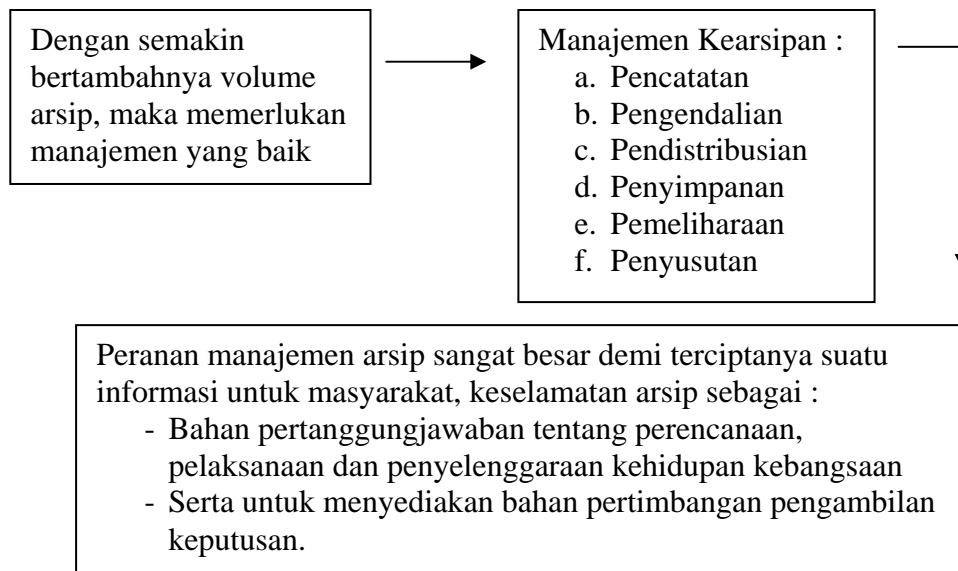 Dengan semakin
bertambahnya volume
arsip, maka memerlukan
manajemen yang baik
Manajemen Kearsipan :
a. Pencatatan
b. Pengendalian
c. Pendistribusian
d. Penyimpanan
e. Pemeliharaan
f. Penyusutan
Peranan manajemen arsip sangat besar demi terciptanya suatu
informasi untuk masyarakat, keselamatan arsip sebagai :
- Bahan pertanggungjawaban tentang perencanaan,
pelaksanaan dan penyelenggaraan kehidupan kebangsaan
- Serta untuk menyediakan bahan pertimbangan pengambilan
keputusan.